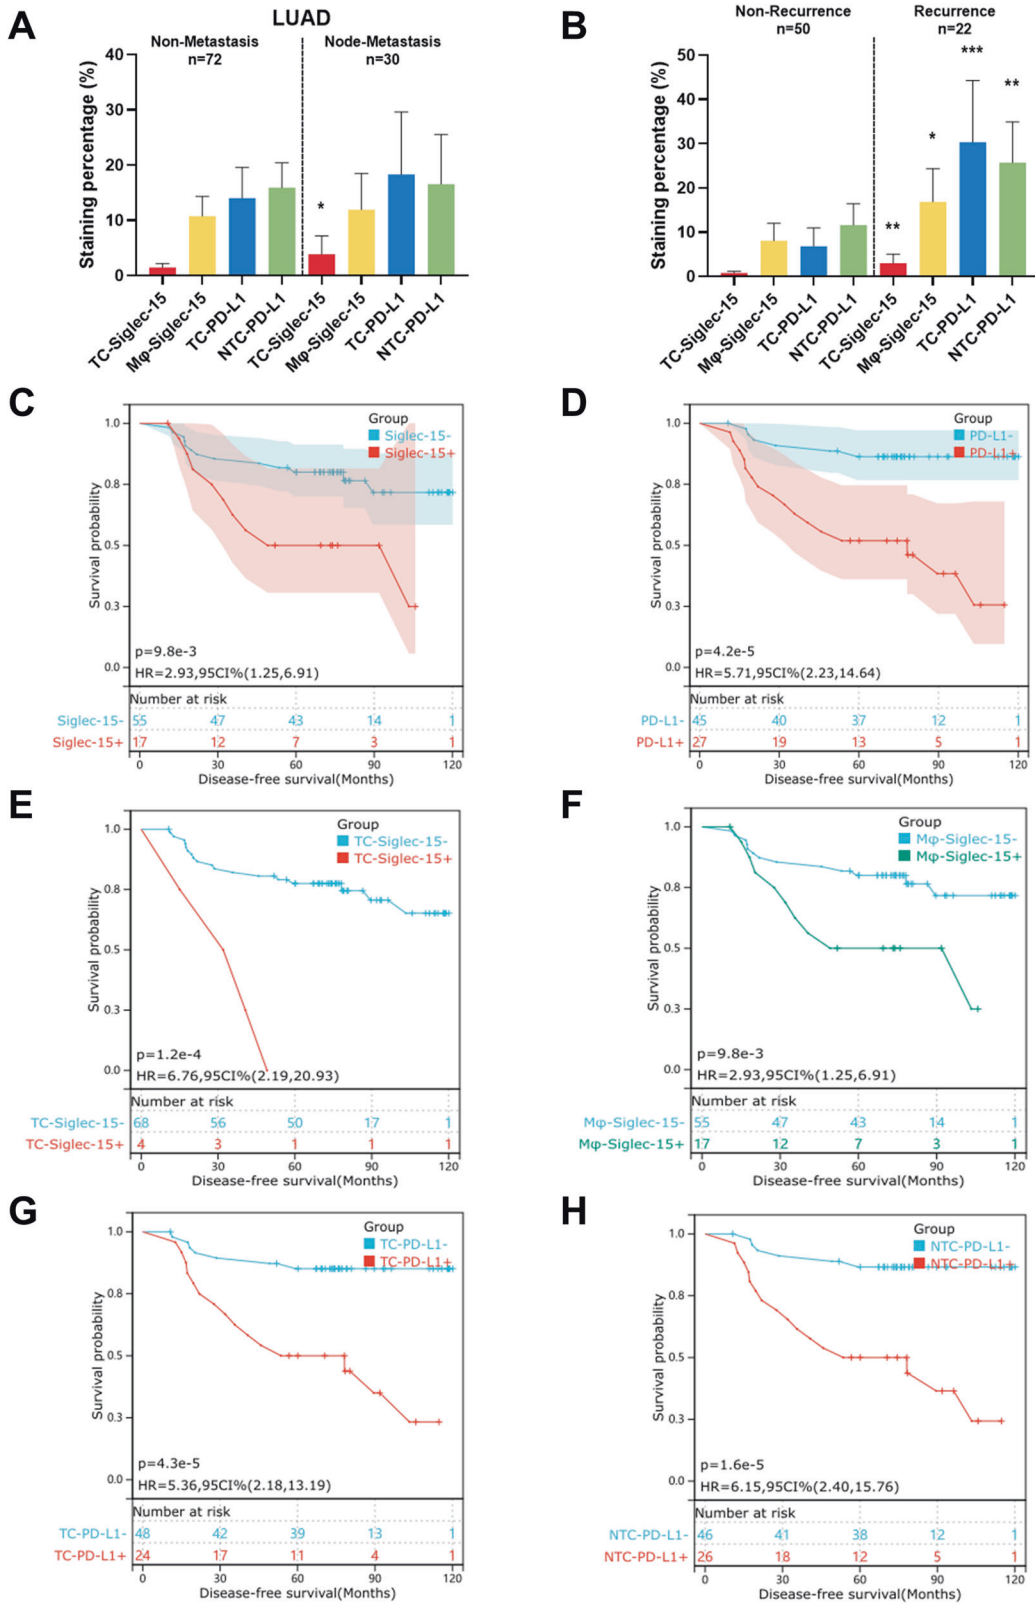 A
LUAD
Non-Metastasis
n=72
Node-Metastasis
n=30
Staining percentage (%)
40
30
20
10
0
*
TC-Siglec-15
Mφ-Siglec-15
TC-PD-L1
NTC-PD-L1
TC-Siglec-15
Mφ-Siglec-15
TC-PD-L1
NTC-PD-L1
B
Non-Recurrence
n=50
Recurrence
n=22
Staining percentage (%)
50
40
30
20
10
0
**
*
***
**
TC-Siglec-15
Mφ-Siglec-15
TC-PD-L1
NTC-PD-L1
TC-Siglec-15
Mφ-Siglec-15
TC-PD-L1
NTC-PD-L1
C
Group
Siglec-15-
Siglec-15+
Survival probability
1.0
0.8
0.5
0.3
0.0
p=9.8e-3
HR=2.93,95CI%(1.25,6.91)
Number at risk
Siglec-15- 55 47 43 14 1
Siglec-15+ 17 12 7 3 1
0 30 60 90 120
Disease-free survival(Months)
D
Group
PD-L1-
PD-L1+
Survival probability
1.0
0.8
0.5
0.3
0.0
p=4.2e-5
HR=5.71,95CI%(2.23,14.64)
Number at risk
PD-L1- 45 40 37 12 1
PD-L1+ 27 19 13 5 1
0 30 60 90 120
Disease-free survival(Months)
E
Group
TC-Siglec-15-
TC-Siglec-15+
Survival probability
1.0
0.8
0.5
0.3
0.0
p=1.2e-4
HR=6.76,95CI%(2.19,20.93)
Number at risk
TC-Siglec-15- 68 56 50 17 1
TC-Siglec-15+ 4 3 1 1 1
0 30 60 90 120
Disease-free survival(Months)
F
Group
Mφ-Siglec-15-
Mφ-Siglec-15+
Survival probability
1.0
0.8
0.5
0.3
0.0
p=9.8e-3
HR=2.93,95CI%(1.25,6.91)
Number at risk
Mφ-Siglec-15- 55 47 43 14 1
Mφ-Siglec-15+ 17 12 7 3 1
0 30 60 90 120
Disease-free survival(Months)
G
Group
TC-PD-L1-
TC-PD-L1+
Survival probability
1.0
0.8
0.5
0.3
0.0
p=4.3e-5
HR=5.36,95CI%(2.18,13.19)
Number at risk
TC-PD-L1- 48 42 39 13 1
TC-PD-L1+ 24 17 11 4 1
0 30 60 90 120
Disease-free survival(Months)
H
Group
NTC-PD-L1-
NTC-PD-L1+
Survival probability
1.0
0.8
0.5
0.3
0.0
p=1.6e-5
HR=6.15,95CI%(2.40,15.76)
Number at risk
NTC-PD-L1- 46 41 38 12 1
NTC-PD-L1+ 26 18 12 5 1
0 30 60 90 120
Disease-free survival(Months)